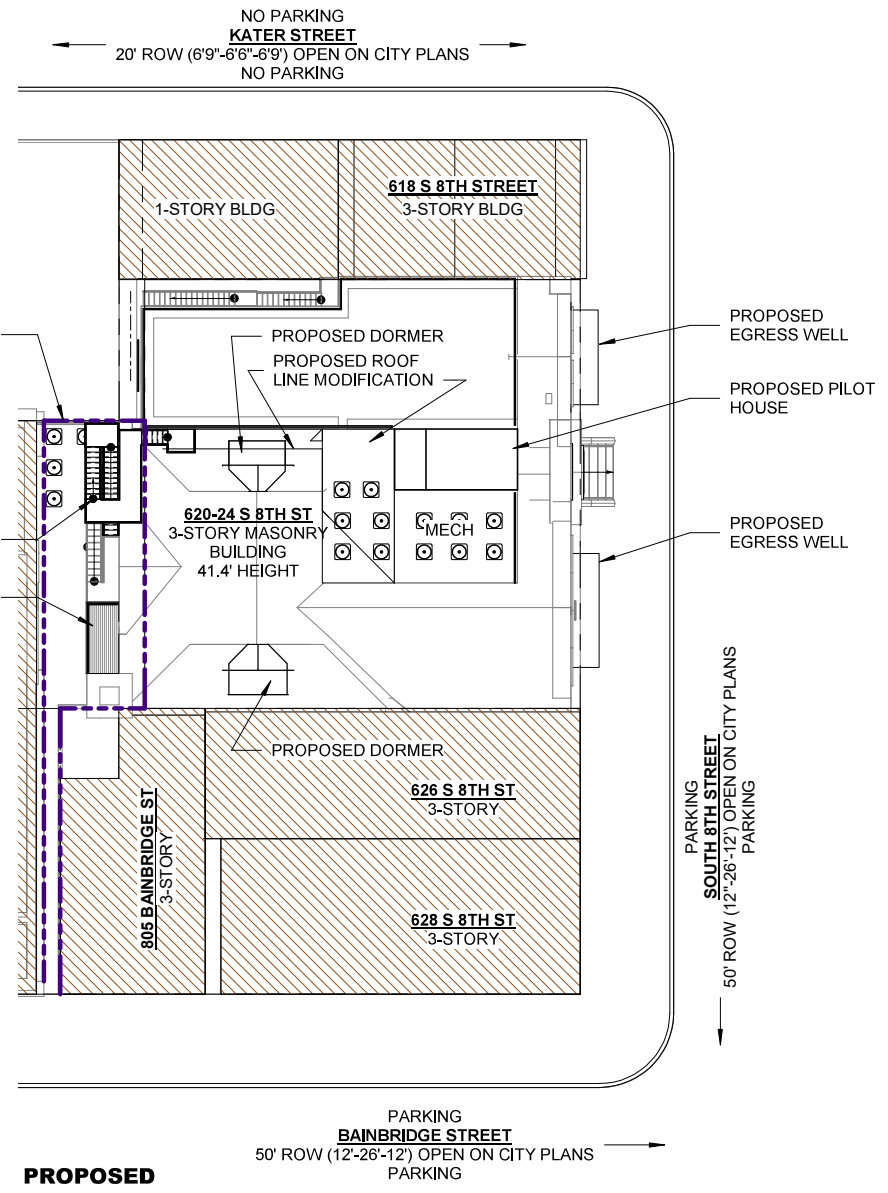 NO PARKING
KATER STREET
20' ROW (6'9"-6'6"-6'9') OPEN ON CITY PLANS
NO PARKING
618 S 8TH STREET
3-STORY BLDG
1-STORY BLDG
PROPOSED
EGRESS WELL
PROPOSED DORMER
PROPOSED ROOF
LINE MODIFICATION
PROPOSED PILOT
HOUSE
620-24 S 8TH ST
3-STORY MASONRY
BUILDING
41.4' HEIGHT
MECH
PROPOSED
EGRESS WELL
PROPOSED DORMER
626 S 8TH ST
3-STORY
805 BAINBRIDGE ST
3-STORY
628 S 8TH ST
3-STORY
PARKING
SOUTH 8TH STREET
50' ROW (12"-26'-12') OPEN ON CITY PLANS
PARKING
PARKING
BAINBRIDGE STREET
50' ROW (12'-26'-12') OPEN ON CITY PLANS
PARKING
PROPOSED